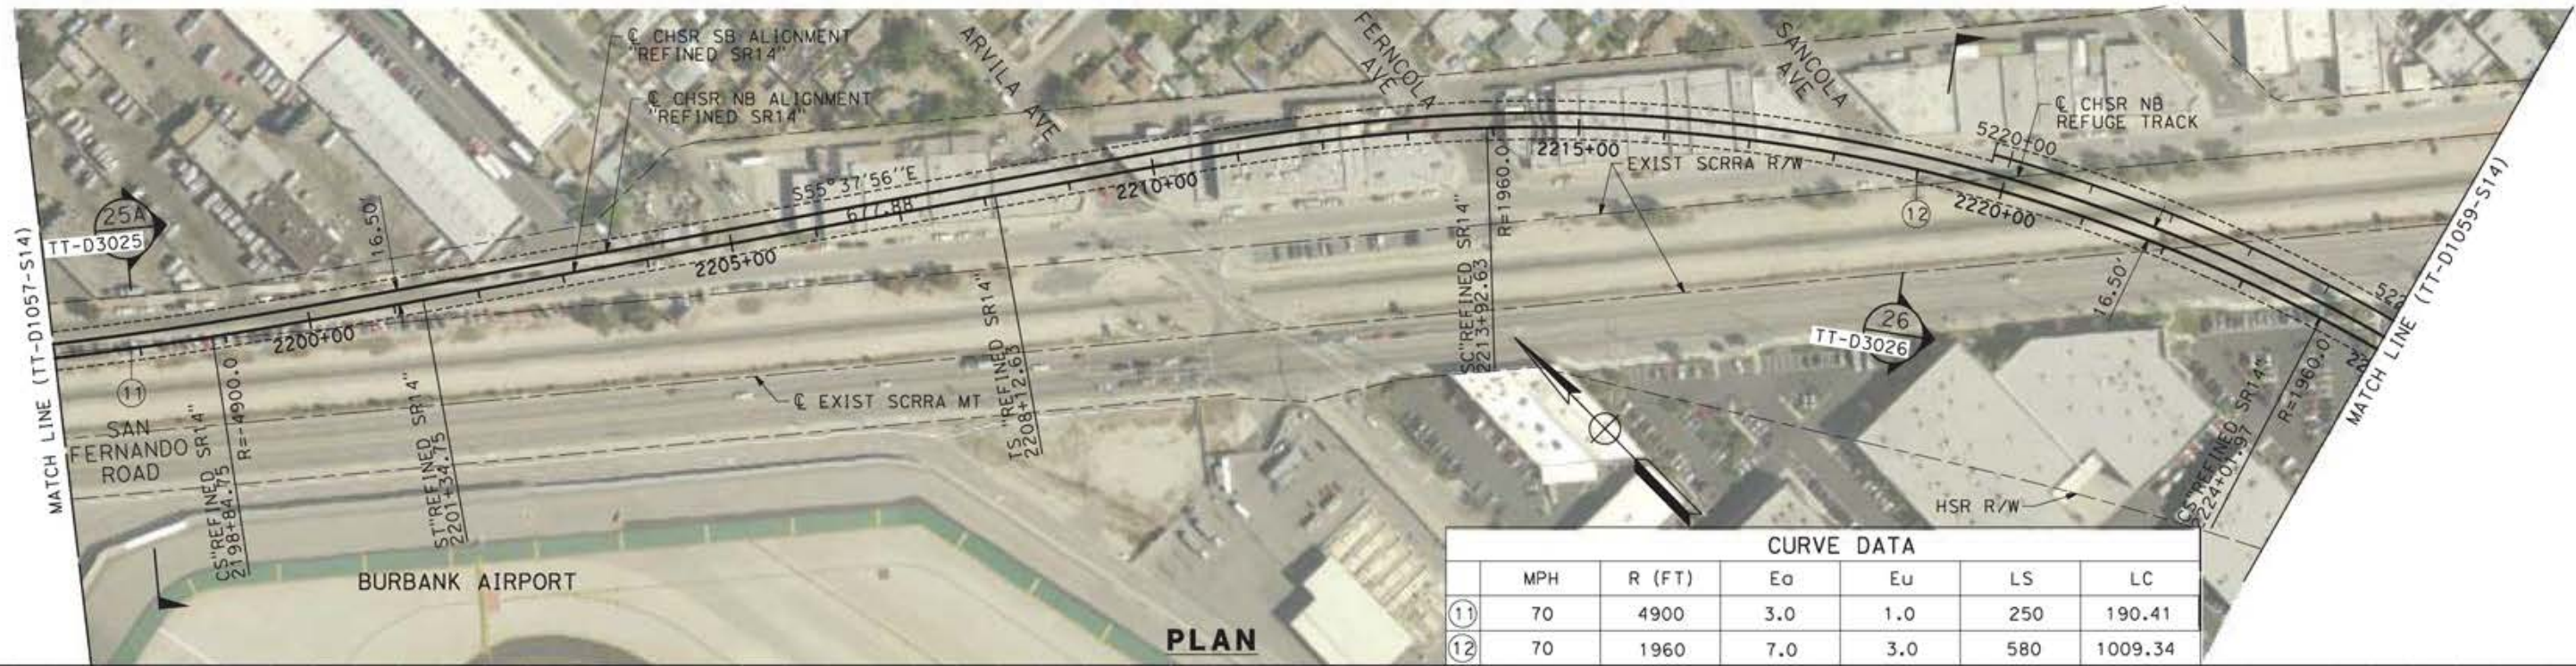 ℄ CHSR SB ALIGNMENT
"REFINED SR14"
℄ CHSR NB ALIGNMENT
"REFINED SR14"
ARVILA AVE
FERNCOLA
AVE
SANCOLA
AVE
℄ CHSR NB
REFUGE TRACK
5220+00
25A
TT-D3025
MATCH LINE (TT-D1057-S14)
16.50'
S55°37'56"E
677.88
2200+00
2205+00
2210+00
2215+00
2220+00
EXIST SCRRA R/W
12
11
SAN
FERNANDO
ROAD
CS"REFINED SR14"
2198+84.75
R=-4900.0
ST"REFINED SR14"
2201+34.75
TS "REFINED SR14"
2208+12.63
SC"REFINED SR14"
2213+92.63
R=1960.0
℄ EXIST SCRRA MT
26
TT-D3026
16.50'
CS"REFINED SR14"
2224+01.97
R=1960.0
MATCH LINE (TT-D1059-S14)
HSR R/W
BURBANK AIRPORT
PLAN
CURVE DATA
MPH R (FT) Ea Eu LS LC
11 70 4900 3.0 1.0 250 190.41
12 70 1960 7.0 3.0 580 1009.34